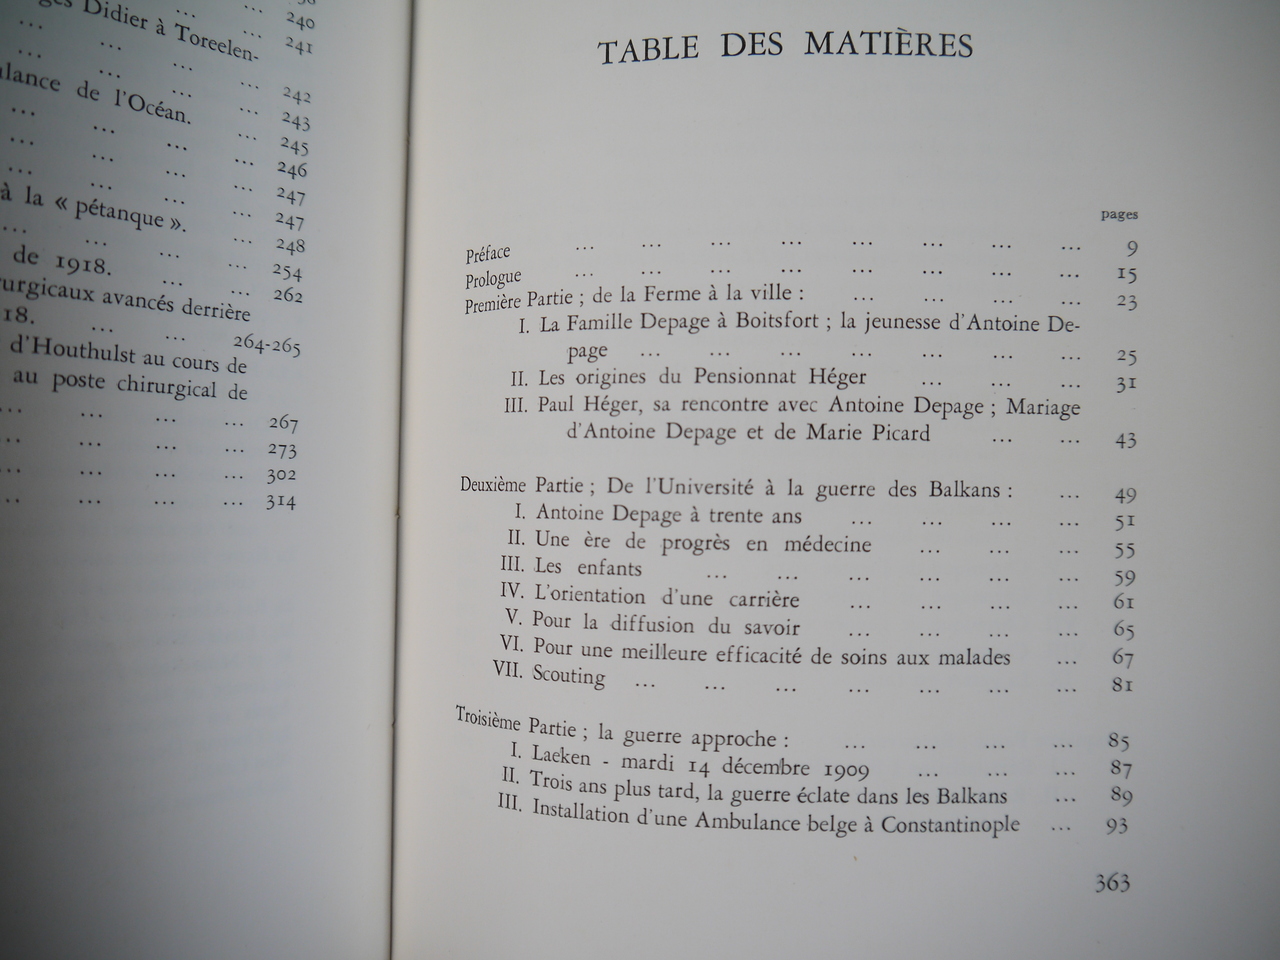 240
Didier à Toreelen-
... ... ... ... 241
... ... ... ... 242
de l'Océan. ... 243
... ... ... ... 245
... ... ... ... 246
... ... ... ... 247
à la « pétanque ». ... 247
... ... ... ... 248
de 1918. ... ... 254
... 262
avancés derrière
18. ... ... 264-265
d'Houthulst au cours de
au poste chirurgical de
... ... ... ... 267
... ... ... ... 273
... ... ... ... 302
... ... ... ... 314
TABLE DES MATIÈRES
pages
Préface ... ... ... ... ... ... ... ... 9
Prologue ... ... ... ... ... ... ... ... 15
Première Partie ; de la Ferme à la ville : ... ... ... ... 23
I. La Famille Depage à Boitsfort ; la jeunesse d'Antoine De-
page ... ... ... ... ... ... ... 25
II. Les origines du Pensionnat Héger ... ... ... 31
III. Paul Héger, sa rencontre avec Antoine Depage ; Mariage
d'Antoine Depage et de Marie Picard ... ... 43
Deuxième Partie ; De l'Université à la guerre des Balkans : ... 49
I. Antoine Depage à trente ans ... ... ... ... 51
II. Une ère de progrès en médecine ... ... ... 55
III. Les enfants ... ... ... ... ... ... 59
IV. L'orientation d'une carrière ... ... ... ... 61
V. Pour la diffusion du savoir ... ... ... ... 65
VI. Pour une meilleure efficacité de soins aux malades ... 67
VII. Scouting ... ... ... ... ... ... ... 81
Troisième Partie ; la guerre approche : ... ... ... ... 85
I. Laeken - mardi 14 décembre 1909 ... ... ... 87
II. Trois ans plus tard, la guerre éclate dans les Balkans ... 89
III. Installation d'une Ambulance belge à Constantinople ... 93
363